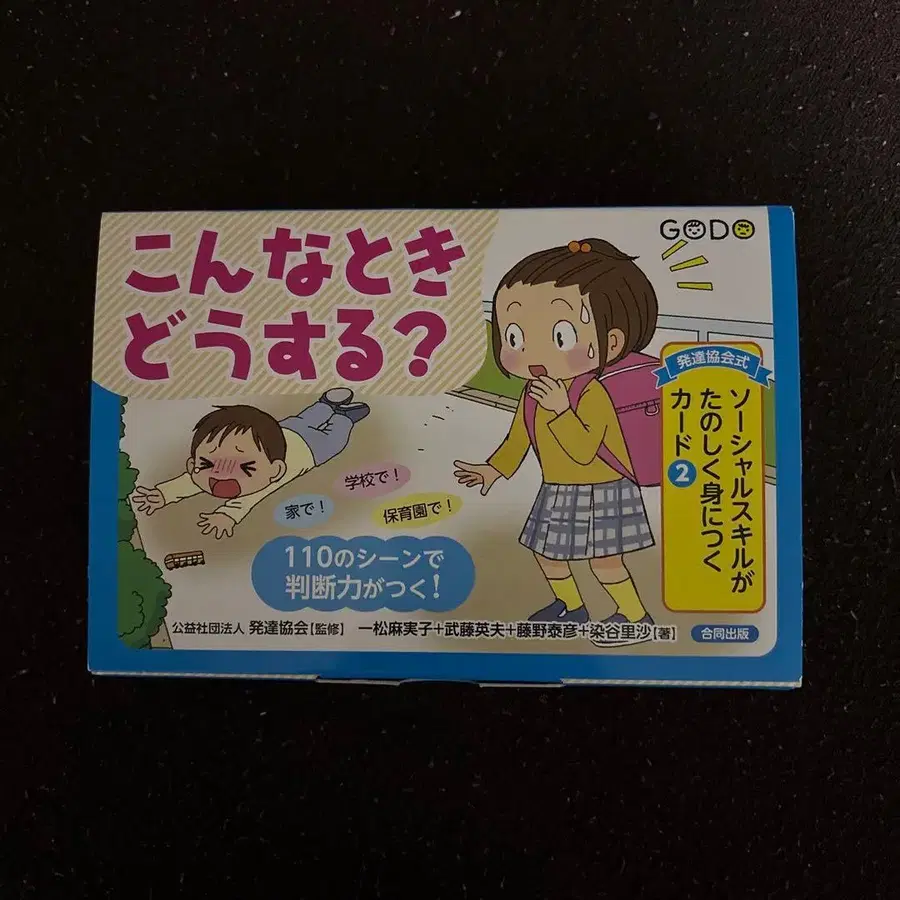 こんなとき
どうする?
GODO
発達協会式
ソーシャルスキルが
たのしく身につく
カード2
学校で!
家で!
保育園で!
110のシーンで
判断力がつく!
公益社団法人 発達協会【監修】 一松麻実子+武藤英夫+藤野泰彦+染谷里沙【著】
合同出版